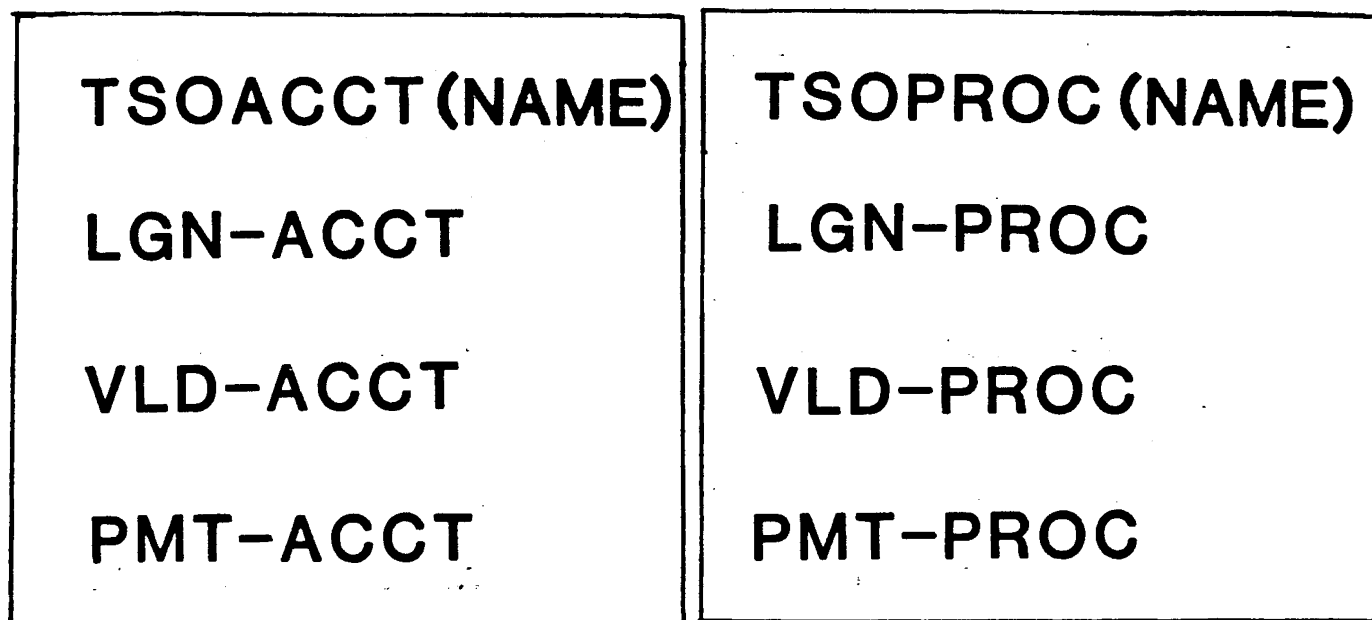 TSOACCT(NAME)
LGN-ACCT
VLD-ACCT
PMT-ACCT
TSOPROC(NAME)
LGN-PROC
VLD-PROC
PMT-PROC